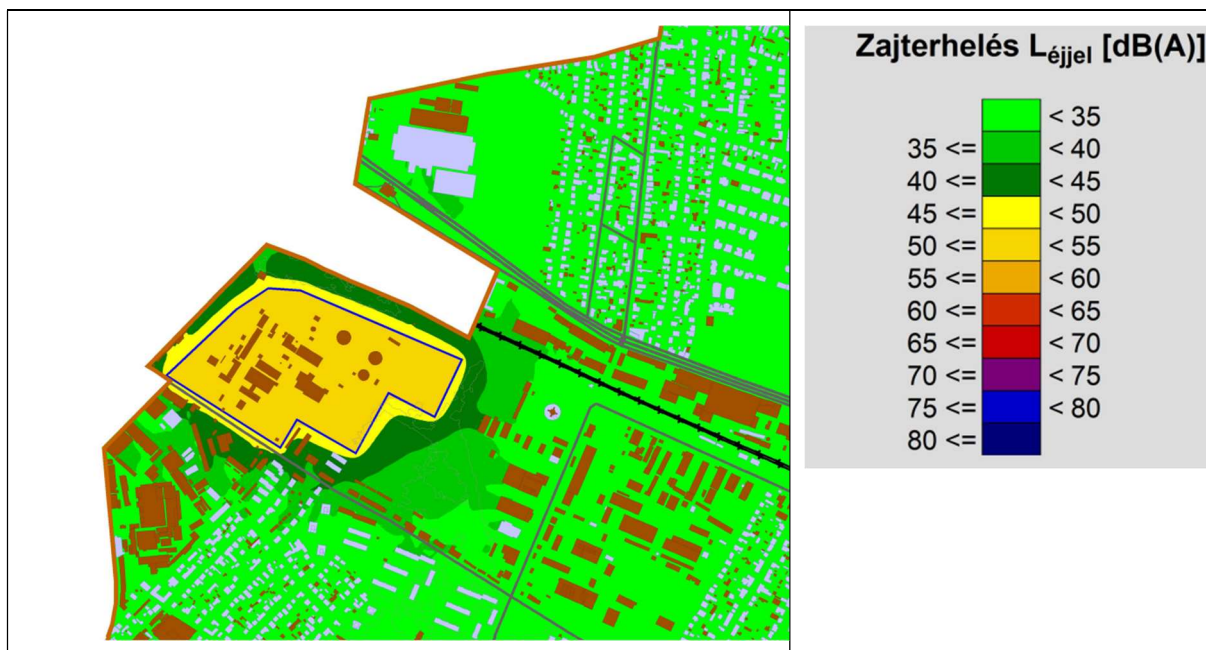 Zajterhelés Léjjel [dB(A)]
< 35
35 <= < 40
40 <= < 45
45 <= < 50
50 <= < 55
55 <= < 60
60 <= < 65
65 <= < 70
70 <= < 75
75 <= < 80
80 <=